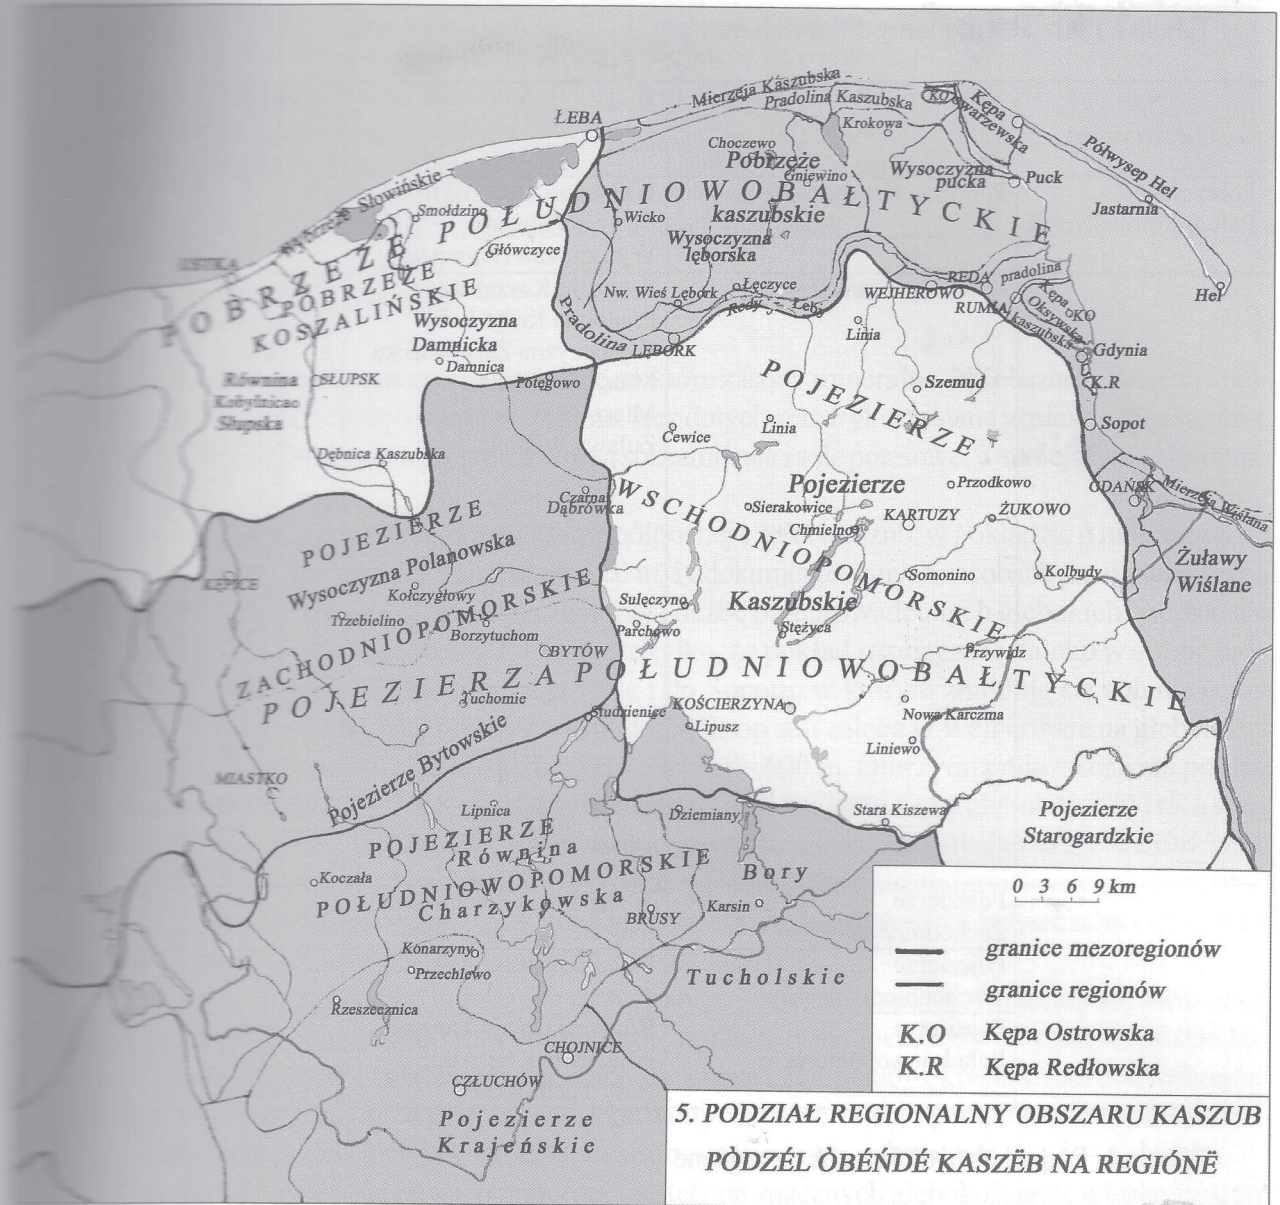 Mierzeja Kaszubska
Pradolina Kaszubska
KO
Kępa
Swarzewska
ŁEBA
Krokowa
Choczewo
Pobrzeże
Gniewino
Wysoczyzna
pucka
Puck
Półwysep Hel
Jastarnia
Hel
Wybrzeże Słowińskie
Smołdzino
Wicko
kaszubskie
POBRZEŻE POŁUDNIOWOBAŁTYCKIE
Główczyce
Wysoczyzna
lęborska
USTKA
POBRZEŻE
KOSZALIŃSKIE
Nw. Wieś Lębork
Łęczyce
WEJHEROWO
REDA
pradolina
RUMIA
kaszubska
Kępa
Oksywska
KO
Pradolina
Redy
Łeby
Wysoczyzna
Damnicka
Linia
LĘBORK
Gdynia
Damnica
Potęgowo
K.R
Równina
SŁUPSK
Słupska
Szemud
POJEZIERZE
Sopot
Cewice
Linia
Dębnica Kaszubska
Czarna
Dąbrówka
Pojezierze
Przodkowo
GDAŃSK
Mierzeja Wiślana
Sierakowice
KARTUZY
ŻUKOWO
Chmielno
POJEZIERZE
WSCHODNIOPOMORSKIE
Żuławy
Wiślane
Wysoczyzna Polanowska
KĘPICE
Kołczygłowy
Somonino
Kolbudy
Sulęczyno
Kaszubskie
Trzebielino
Borzytuchom
Parchowo
Stężyca
ZACHODNIOPOMORSKIE
BYTÓW
Przywidz
POJEZIERZA POŁUDNIOWOBAŁTYCKIE
Tuchomie
Studzienice
KOŚCIERZYNA
Nowa Karczma
Lipusz
Liniewo
MIASTKO
Pojezierze Bytowskie
Lipnica
Dziemiany
Stara Kiszewa
Pojezierze
Starogardzkie
POJEZIERZE
Równina
Koczała
POŁUDNIOWOPOMORSKIE
Bory
Charzykowska
BRUSY
Karsin
Konarzyny
Przechlewo
Tucholskie
Rzeszecznica
CHOJNICE
CZŁUCHÓW
Pojezierze
Krajeńskie
0 3 6 9 km
granice mezoregionów
granice regionów
K.O Kępa Ostrowska
K.R Kępa Redłowska
5. PODZIAŁ REGIONALNY OBSZARU KASZUB
PÒDZÉL ÒBÉŃDË KASZËB NA REGIÓNË